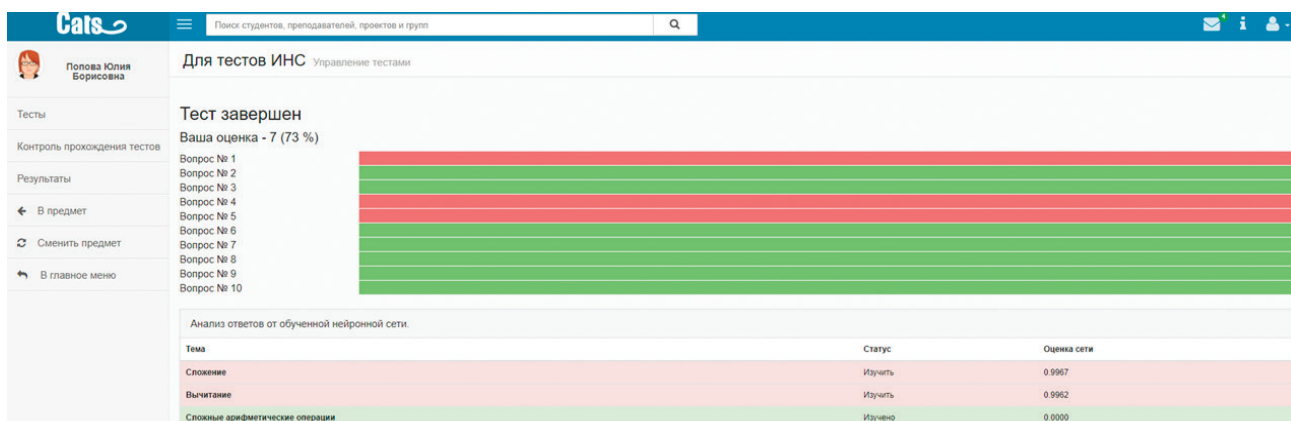 Cats
Поиск студентов, преподавателей, проектов и групп
4
Попова Юлия
Борисовна
Тесты
Контроль прохождения тестов
Результаты
В предмет
Сменить предмет
В главное меню
Для тестов ИНС Управление тестами
Тест завершен
Ваша оценка - 7 (73 %)
Вопрос № 1
Вопрос № 2
Вопрос № 3
Вопрос № 4
Вопрос № 5
Вопрос № 6
Вопрос № 7
Вопрос № 8
Вопрос № 9
Вопрос № 10
Анализ ответов от обученной нейронной сети.
Тема Статус Оценка сети
Сложение Изучить 0.9967
Вычитание Изучить 0.9962
Сложные арифметические операции Изучено 0.0000